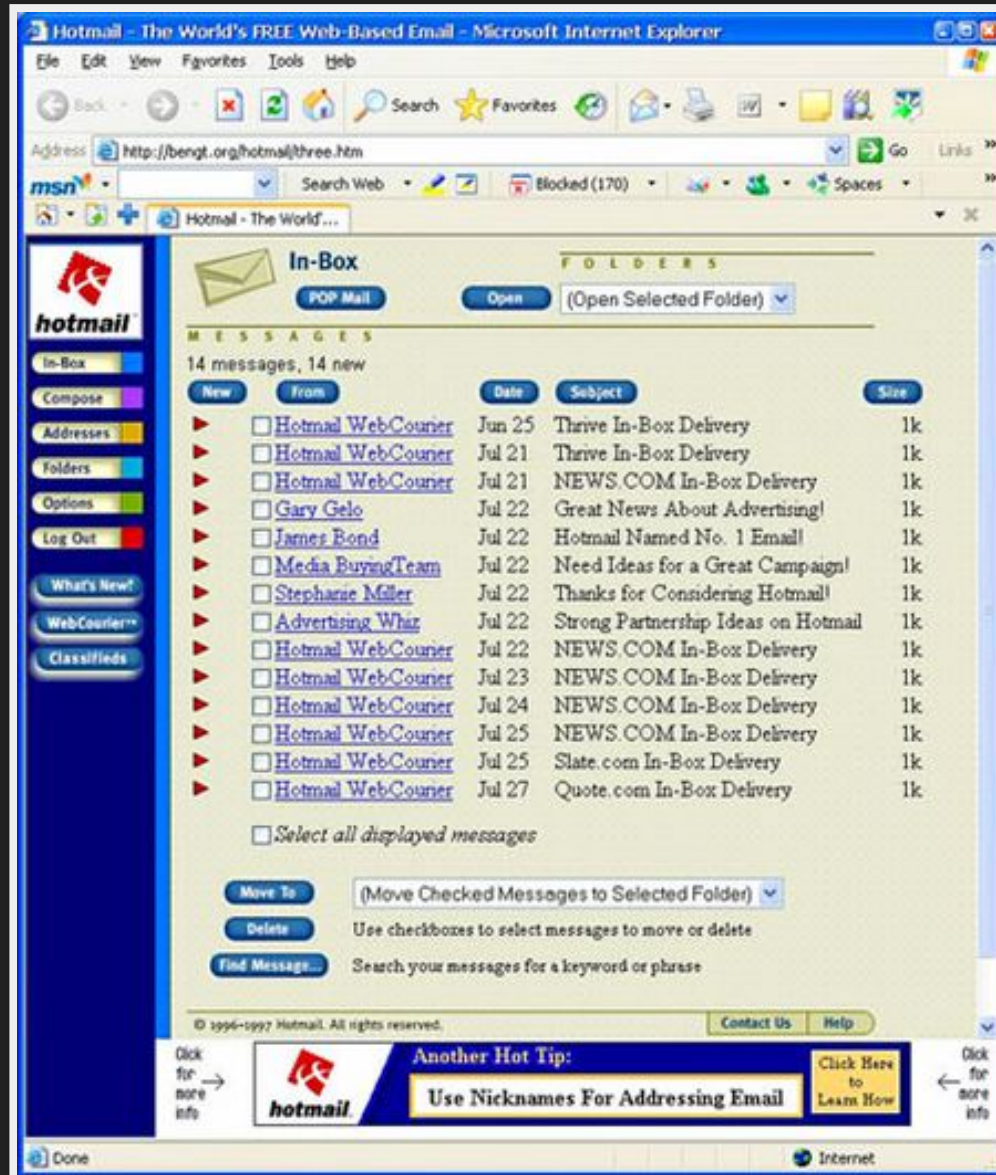 Hotmail - The World's FREE Web-Based Email - Microsoft Internet Explorer
File Edit View Favorites Tools Help
Back Search Favorites
Address http://bengt.org/hotmail/three.htm Go Links »
msn Search Web Blocked (170) Spaces »
Hotmail - The World'...
hotmail
In-Box
Compose
Addresses
Folders
Options
Log Out
What's New?
WebCourier™
Classifieds
In-Box FOLDERS
POP Mail Open (Open Selected Folder)
MESSAGES
14 messages, 14 new
New From Date Subject Size
Hotmail WebCourier Jun 25 Thrive In-Box Delivery 1k
Hotmail WebCourier Jul 21 Thrive In-Box Delivery 1k
Hotmail WebCourier Jul 21 NEWS.COM In-Box Delivery 1k
Gary Gelo Jul 22 Great News About Advertising! 1k
James Bond Jul 22 Hotmail Named No. 1 Email! 1k
Media BuyingTeam Jul 22 Need Ideas for a Great Campaign! 1k
Stephanie Miller Jul 22 Thanks for Considering Hotmail! 1k
Advertising Whiz Jul 22 Strong Partnership Ideas on Hotmail 1k
Hotmail WebCourier Jul 22 NEWS.COM In-Box Delivery 1k
Hotmail WebCourier Jul 23 NEWS.COM In-Box Delivery 1k
Hotmail WebCourier Jul 24 NEWS.COM In-Box Delivery 1k
Hotmail WebCourier Jul 25 NEWS.COM In-Box Delivery 1k
Hotmail WebCourier Jul 25 Slate.com In-Box Delivery 1k
Hotmail WebCourier Jul 27 Quote.com In-Box Delivery 1k
Select all displayed messages
Move To (Move Checked Messages to Selected Folder)
Delete Use checkboxes to select messages to move or delete
Find Message... Search your messages for a keyword or phrase
© 1996-1997 Hotmail. All rights reserved. Contact Us Help
Click
for
more
info
hotmail
Another Hot Tip:
Use Nicknames For Addressing Email
Click Here
to
Learn How
Click
for
more
info
Done Internet